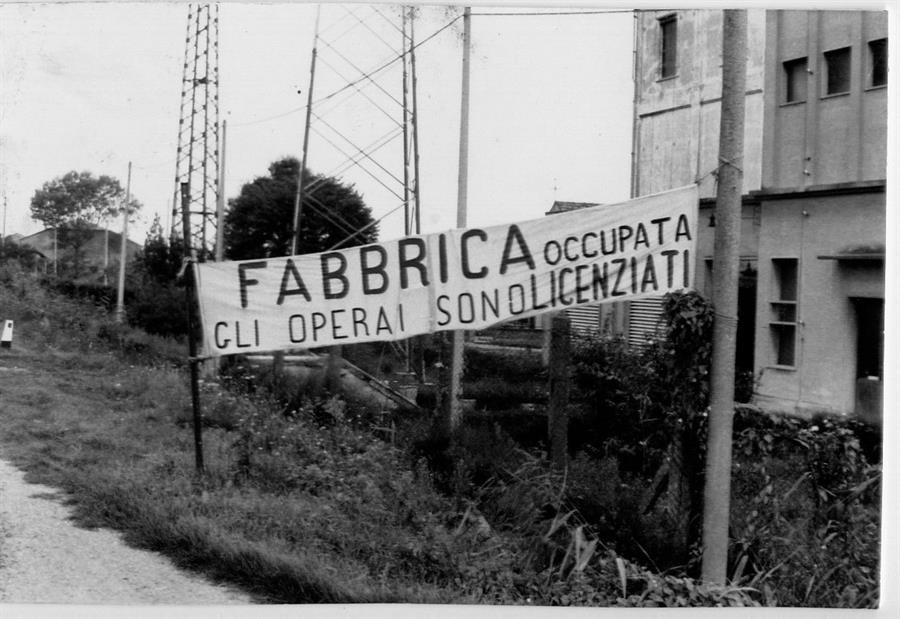 FABBRICA OCCUPATA
GLI OPERAI SONO LICENZIATI